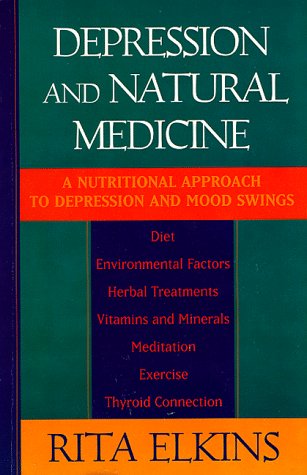 DEPRESSION
AND NATURAL
MEDICINE
A NUTRITIONAL APPROACH
TO DEPRESSION AND MOOD SWINGS
Diet
Environmental Factors
Herbal Treatments
Vitamins and Minerals
Meditation
Exercise
Thyroid Connection
RITA ELKINS